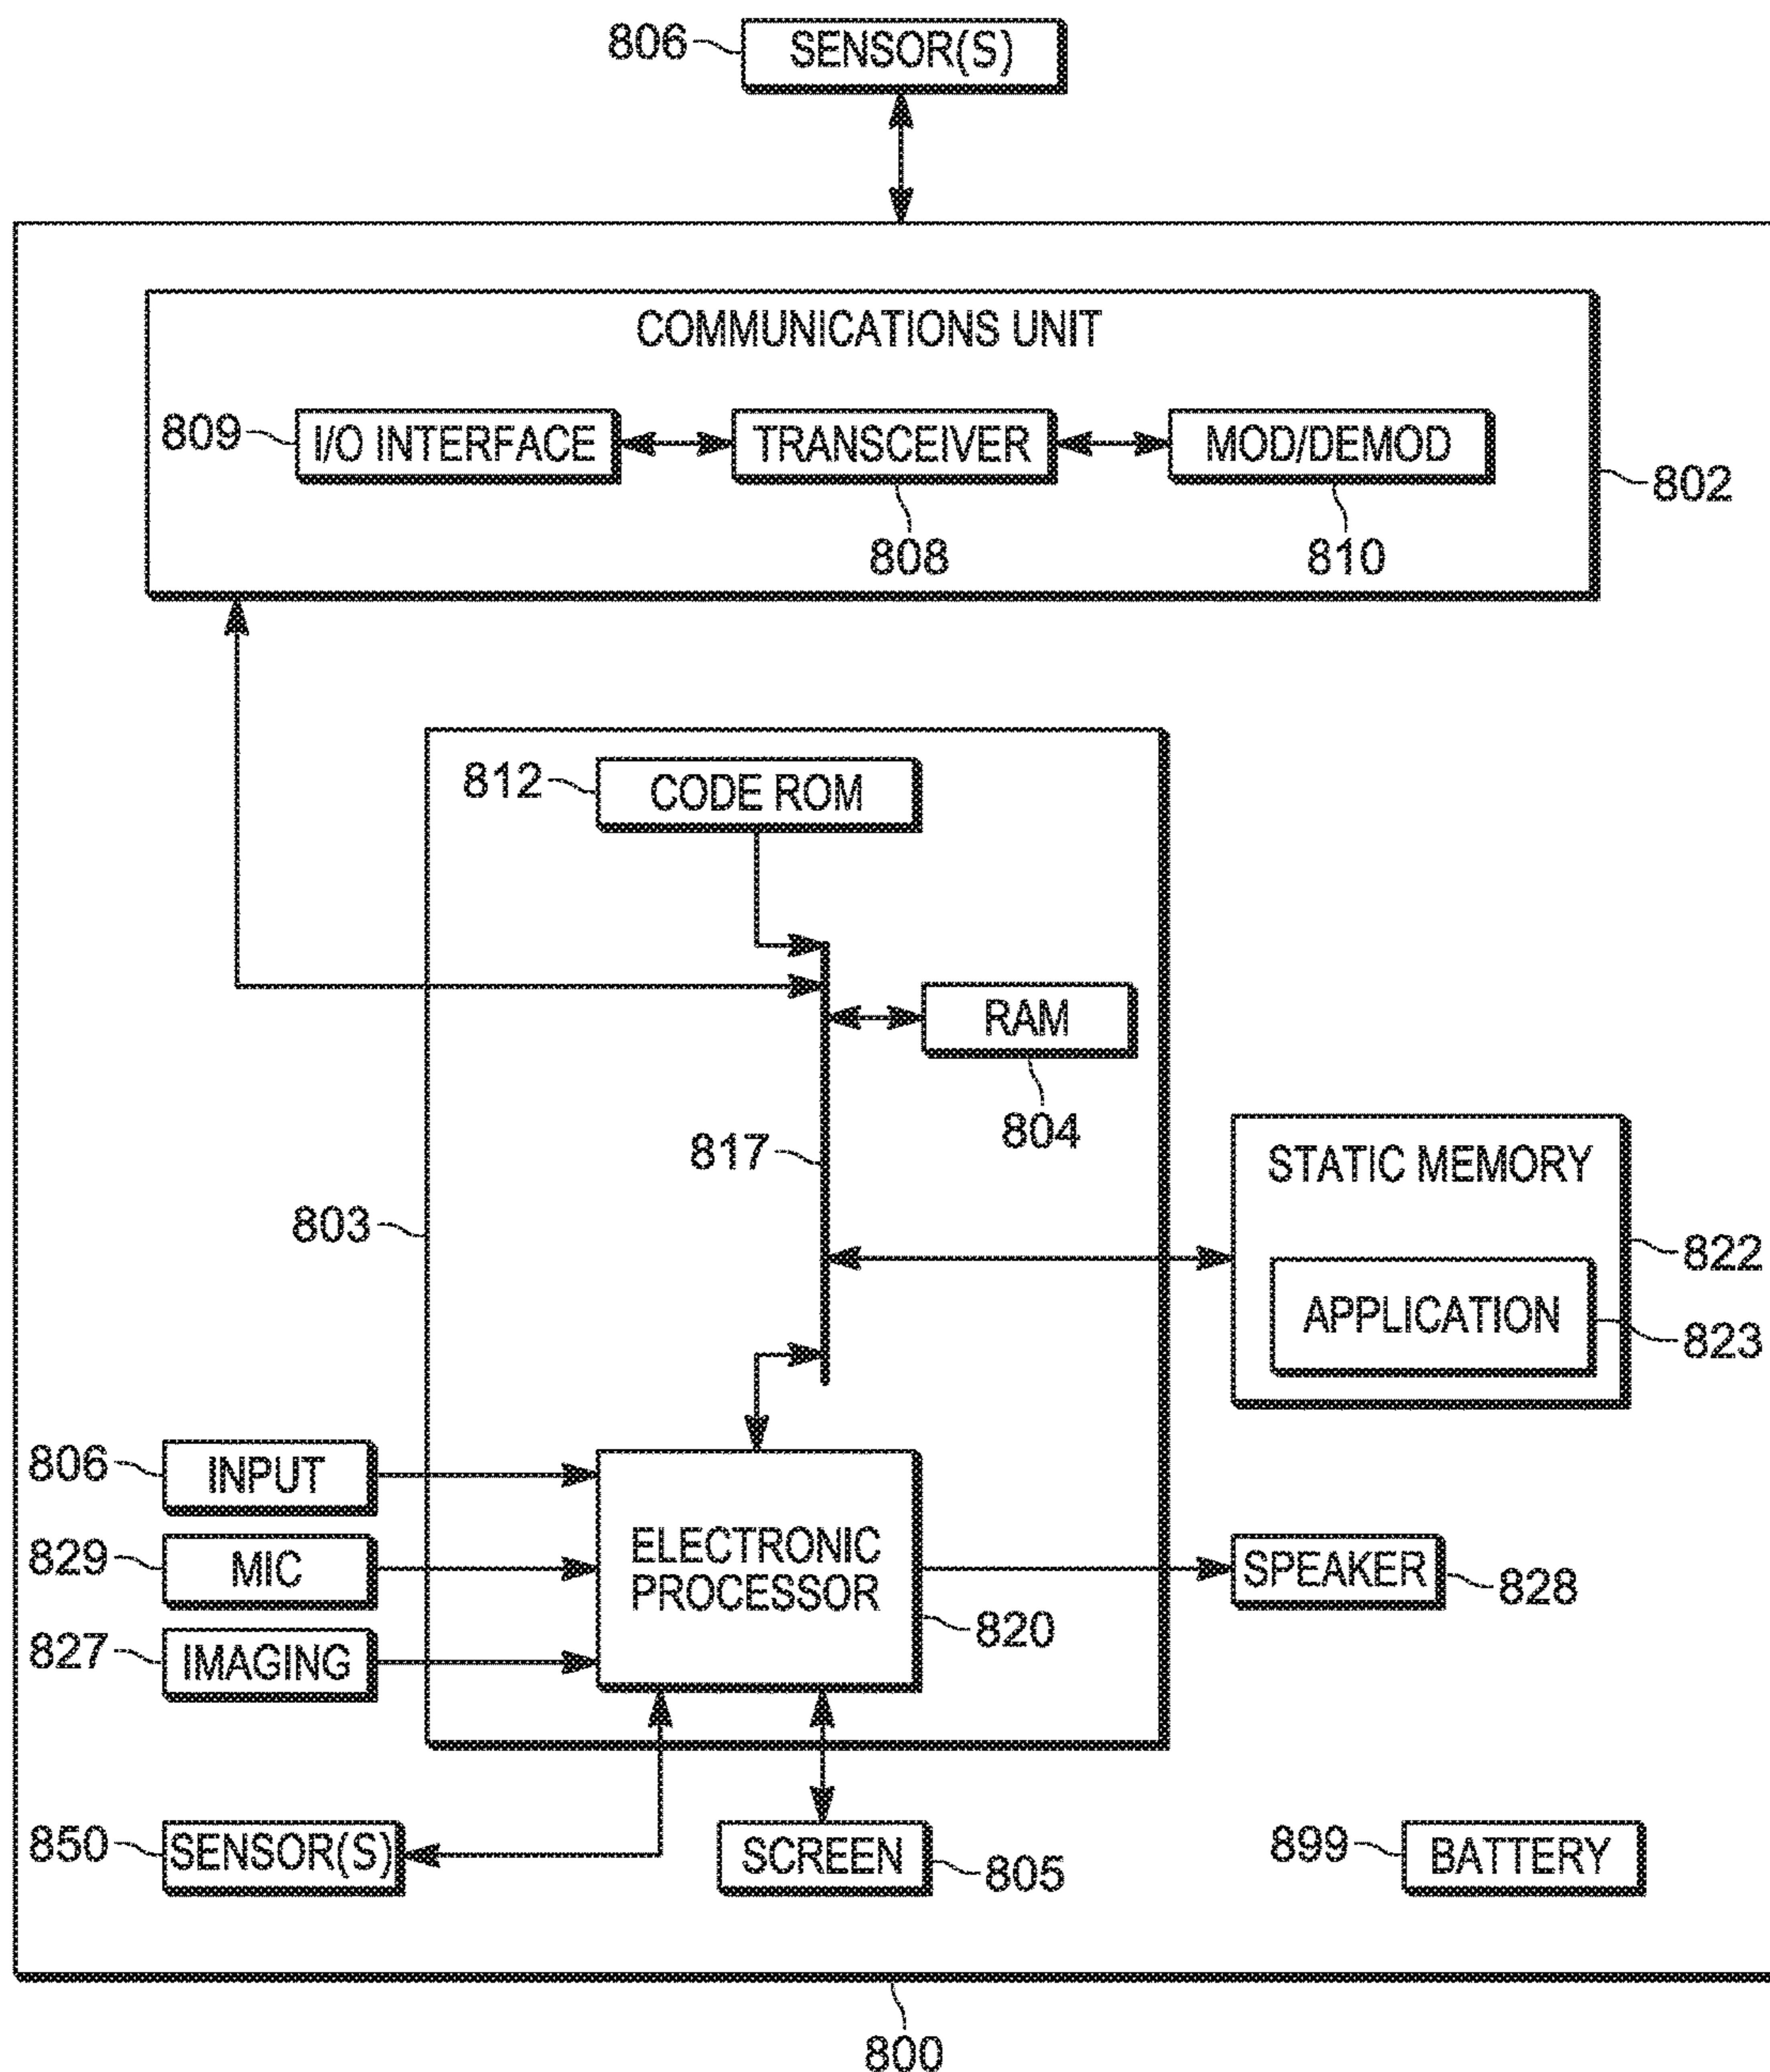 806 SENSOR(S)
COMMUNICATIONS UNIT
809 I/O INTERFACE TRANSCEIVER MOD/DEMOD
802
808 810
812 CODE ROM
RAM
804
817
STATIC MEMORY
803
822
APPLICATION
823
806 INPUT
ELECTRONIC
PROCESSOR
829 MIC
SPEAKER 828
820
827 IMAGING
850 SENSOR(S) SCREEN 805 899 BATTERY
800